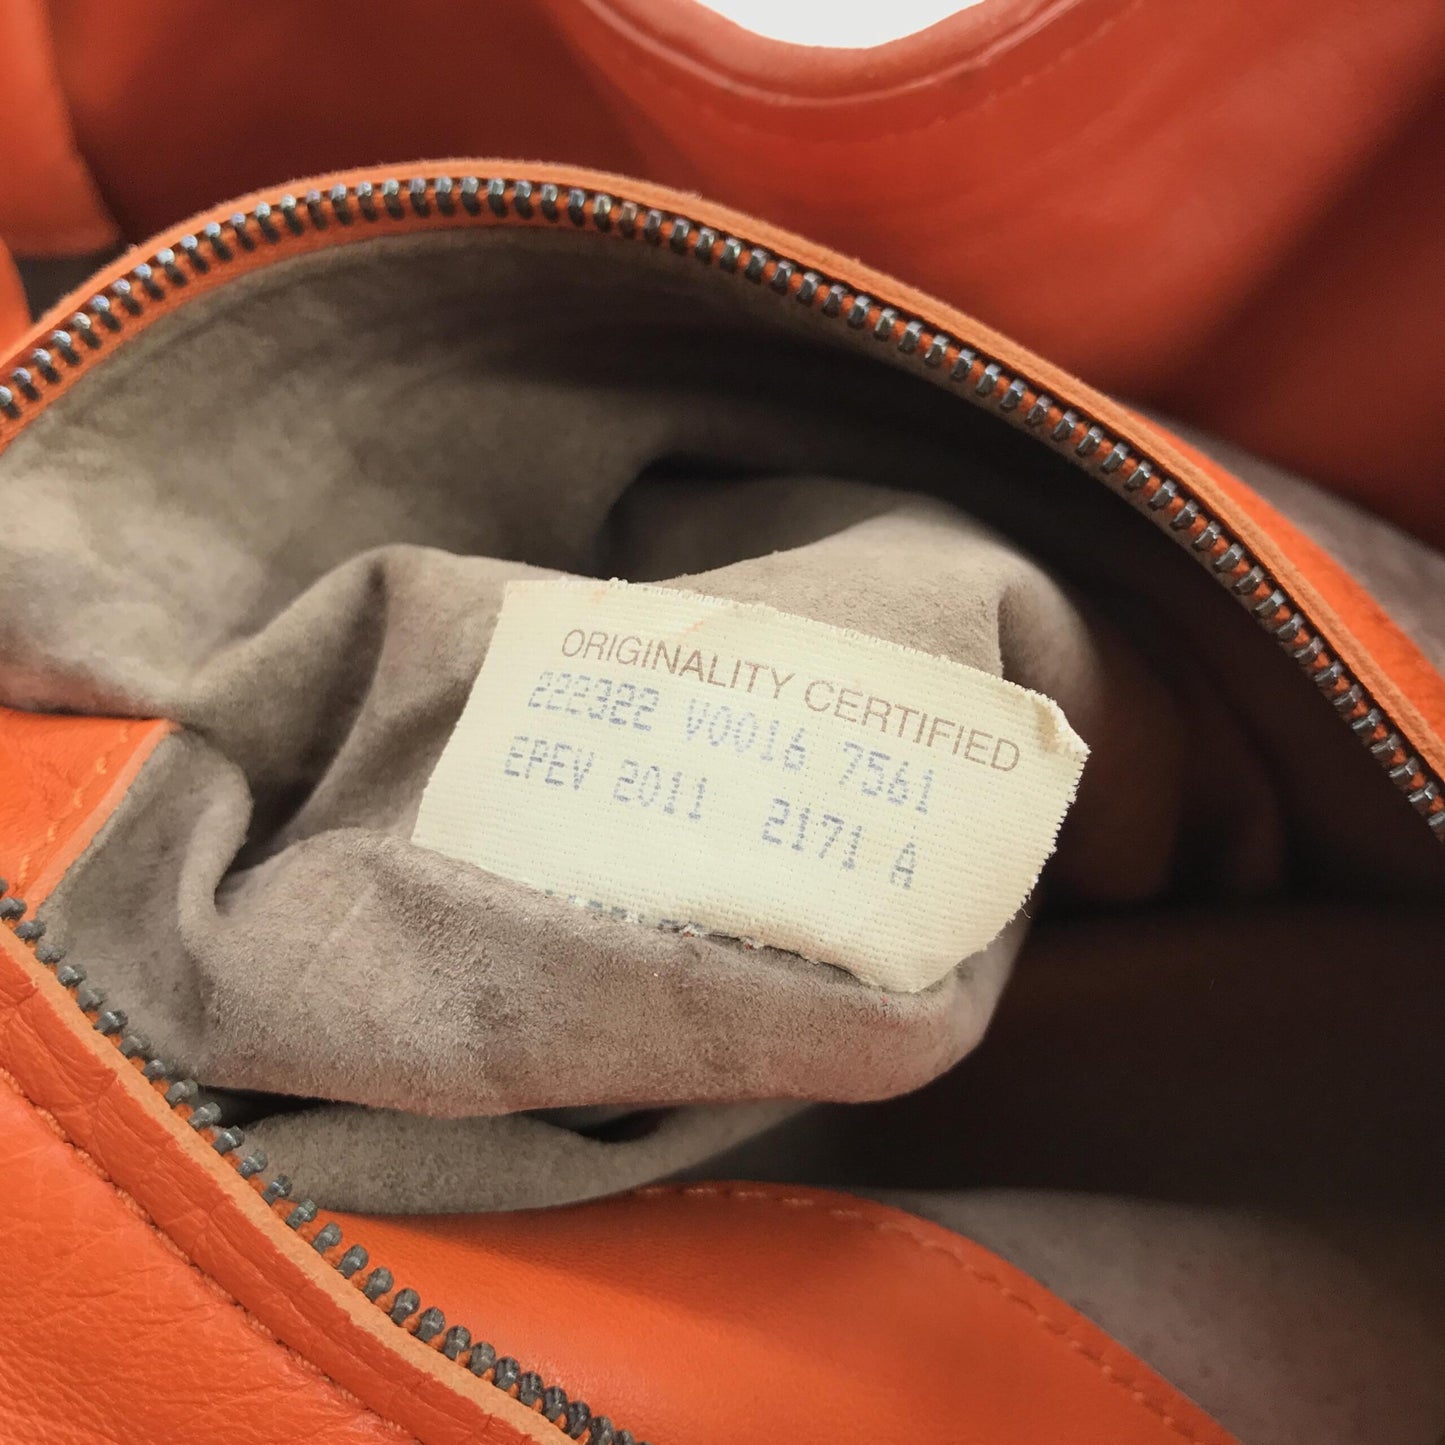 ORIGINALITY CERTIFIED
222322 V0016 7561
EPEV 2011 2171 A